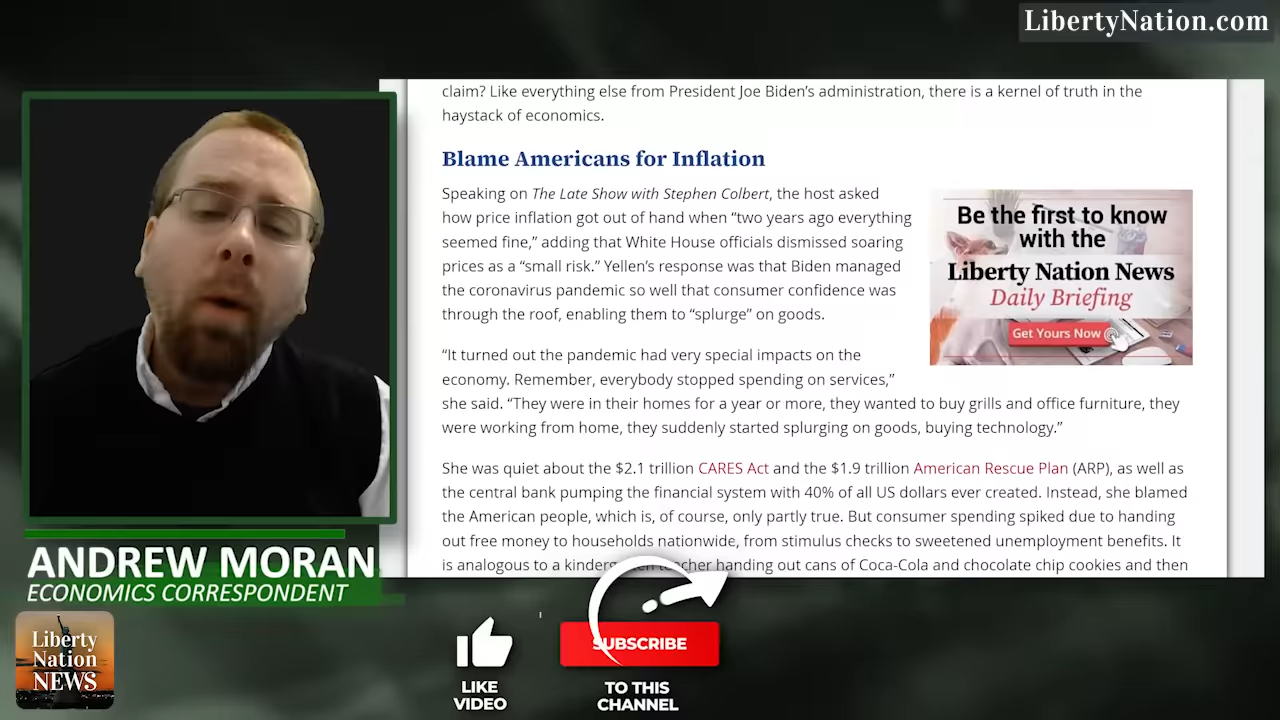 LibertyNation.com
claim? Like everything else from President Joe Biden’s administration, there is a kernel of truth in the
haystack of economics.
Blame Americans for Inflation
Speaking on The Late Show with Stephen Colbert, the host asked
how price inflation got out of hand when “two years ago everything
seemed fine,” adding that White House officials dismissed soaring
prices as a “small risk.” Yellen’s response was that Biden managed
the coronavirus pandemic so well that consumer confidence was
through the roof, enabling them to “splurge” on goods.
Be the first to know
with the
Liberty Nation News
Daily Briefing
Get Yours Now
“It turned out the pandemic had very special impacts on the
economy. Remember, everybody stopped spending on services,”
she said. “They were in their homes for a year or more, they wanted to buy grills and office furniture, they
were working from home, they suddenly started splurging on goods, buying technology.”
She was quiet about the $2.1 trillion CARES Act and the $1.9 trillion American Rescue Plan (ARP), as well as
the central bank pumping the financial system with 40% of all US dollars ever created. Instead, she blamed
the American people, which is, of course, only partly true. But consumer spending spiked due to handing
out free money to households nationwide, from stimulus checks to sweetened unemployment benefits. It
is analogous to a handing out cans of Coca-Cola and chocolate chip cookies and then
ANDREW MORAN
ECONOMICS CORRESPONDENT
Liberty
Nation
NEWS
LIKE
VIDEO
SUBSCRIBE
TO THIS
CHANNEL